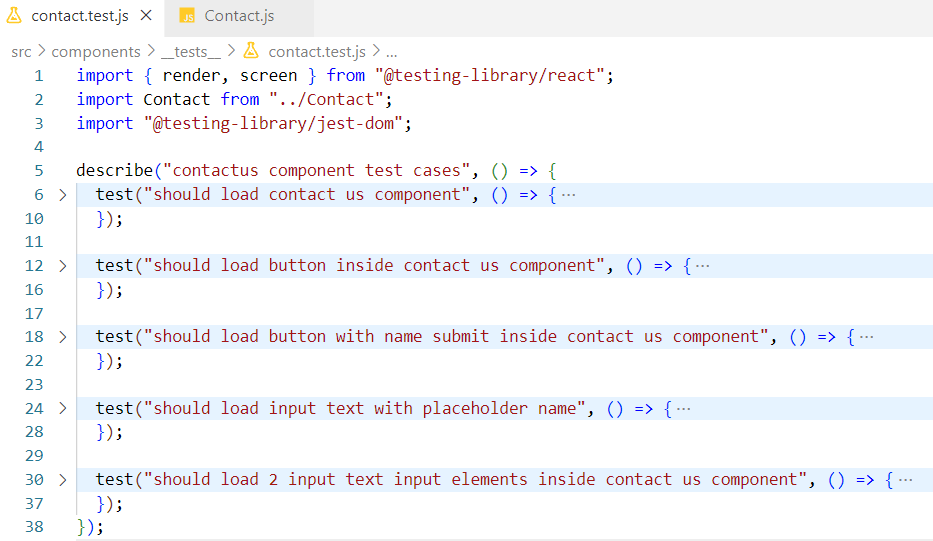 contact.test.js × JS Contact.js
src > components > __tests__ > contact.test.js > ...
1 import { render, screen } from "@testing-library/react";
2 import Contact from "../Contact";
3 import "@testing-library/jest-dom";
4
5 describe("contactus component test cases", () => {
6 > test("should load contact us component", () => { ···
10 });
11
12 > test("should load button inside contact us component", () => { ···
16 });
17
18 > test("should load button with name submit inside contact us component", () => { ···
22 });
23
24 > test("should load input text with placeholder name", () => { ···
28 });
29
30 > test("should load 2 input text input elements inside contact us component", () => { ···
37 });
38 });